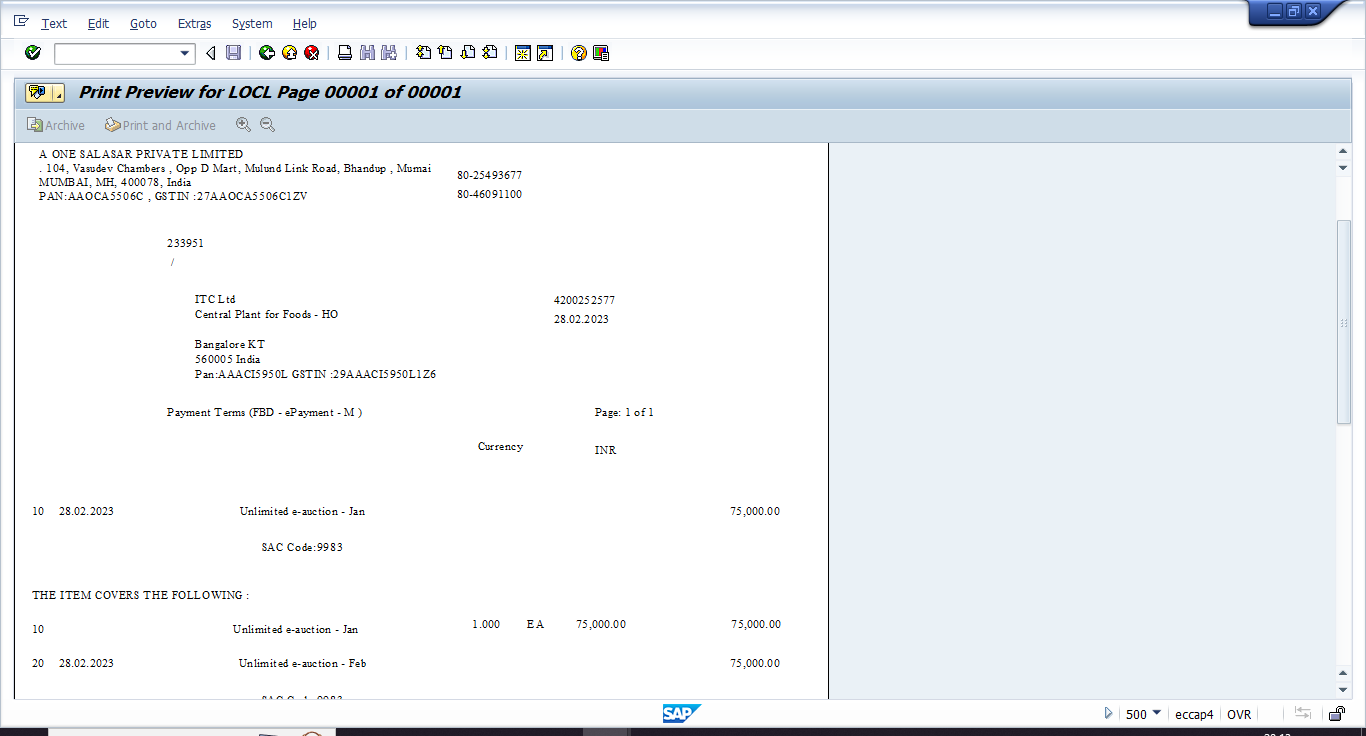 Text Edit Goto Extras System Help
Print Preview for LOCL Page 00001 of 00001
Archive Print and Archive
A ONE SALASAR PRIVATE LIMITED
. 104, Vasudev Chambers , Opp D Mart, Mulund Link Road, Bhandup , Mumai
80-25493677
MUMBAI, MH, 400078, India
PAN:AAOCA5506C , GSTIN :27AAOCA5506C1ZV
80-46091100
233951
/
ITC Ltd
4200252577
Central Plant for Foods - HO
28.02.2023
Bangalore KT
560005 India
Pan:AAACI5950L GSTIN :29AAACI5950L1Z6
Payment Terms (FBD - ePayment - M ) Page: 1 of 1
Currency INR
10 28.02.2023 Unlimited e-auction - Jan 75,000.00
SAC Code:9983
THE ITEM COVERS THE FOLLOWING :
10 Unlimited e-auction - Jan 1.000 EA 75,000.00 75,000.00
20 28.02.2023 Unlimited e-auction - Feb 75,000.00
SAP 500 eccap4 OVR